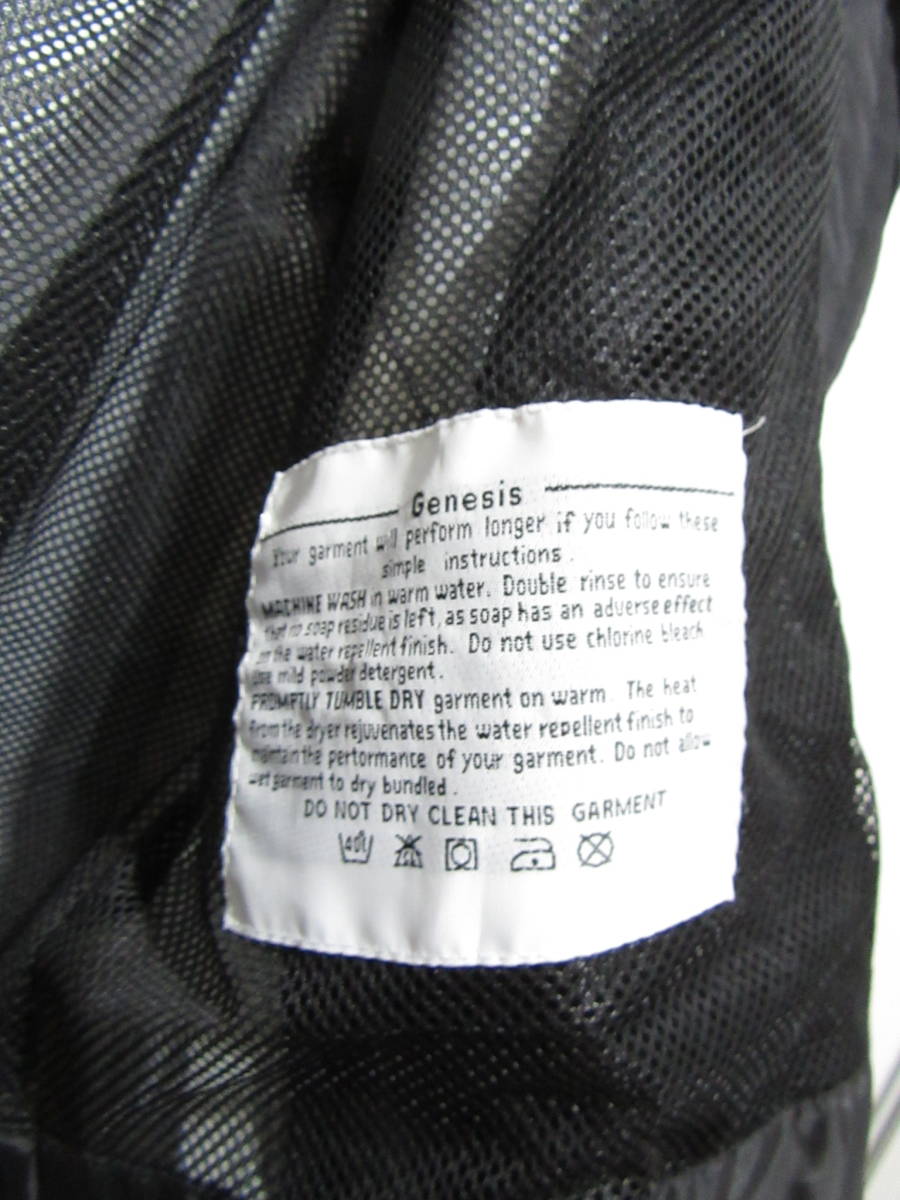 Genesis
Your garment will perform longer if you follow these
simple instructions.
MACHINE WASH in warm water. Double rinse to ensure
that no soap residue is left, as soap has an adverse effect
on the water repellent finish. Do not use chlorine bleach
use mild powder detergent.
PROMPTLY TUMBLE DRY garment on warm. The heat
from the dryer rejuvenates the water repellent finish to
maintain the pertormance of your garment. Do not allow
wet garment to dry bundled.
DO NOT DRY CLEAN THIS GARMENT